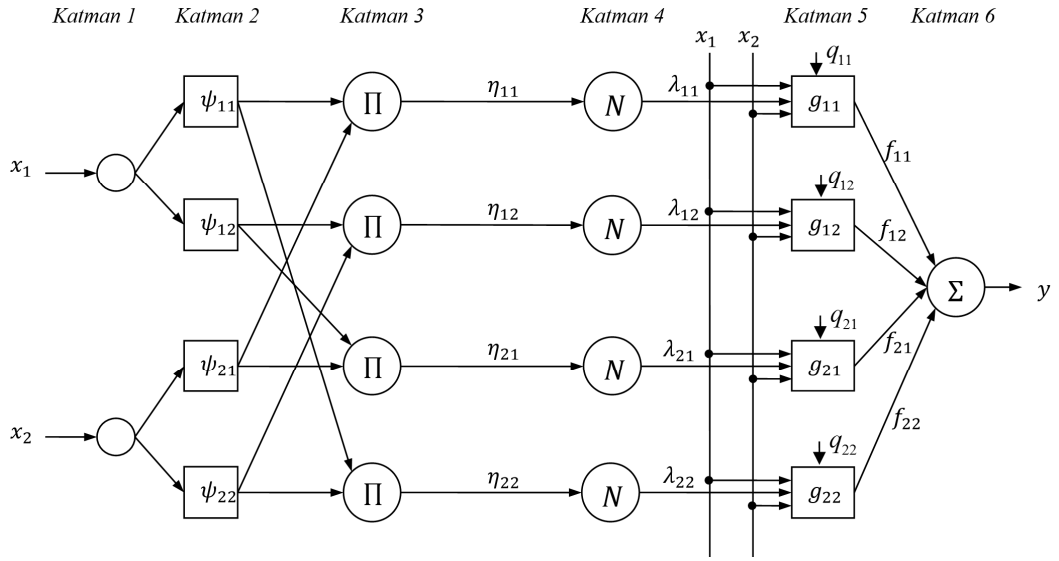 Katman 1 Katman 2 Katman 3 Katman 4 Katman 5 Katman 6
x₁ x₂
q₁₁
ψ₁₁ Π η₁₁ N λ₁₁ g₁₁
f₁₁
x₁
q₁₂
ψ₁₂ Π η₁₂ N λ₁₂ g₁₂ f₁₂
Σ y
q₂₁
ψ₂₁ Π η₂₁ N λ₂₁ g₂₁ f₂₁
x₂
f₂₂
q₂₂
ψ₂₂ Π η₂₂ N λ₂₂ g₂₂